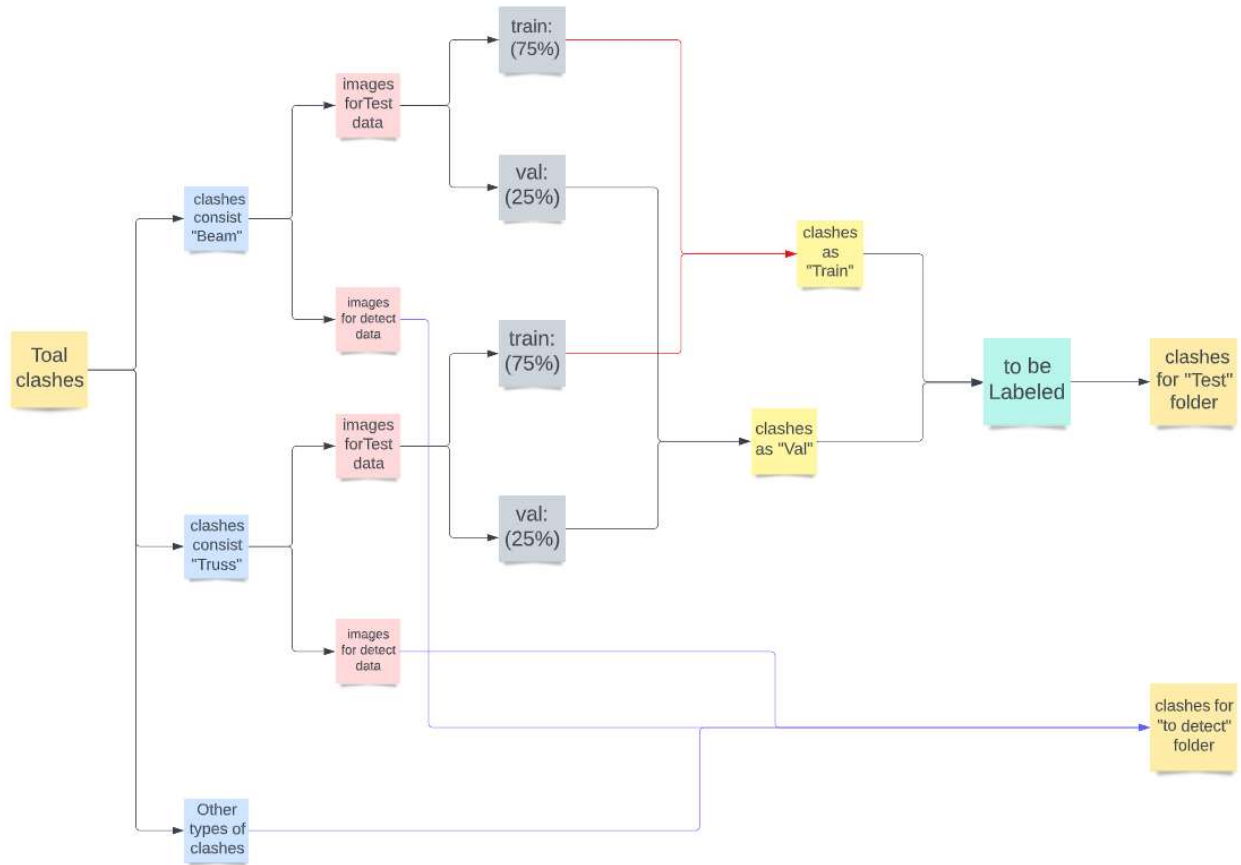 Toal
clashes
clashes
consist
"Beam"
clashes
consist
"Truss"
Other
types of
clashes
images
forTest
data
images
for detect
data
images
forTest
data
images
for detect
data
train:
(75%)
val:
(25%)
train:
(75%)
val:
(25%)
clashes
as
"Train"
clashes
as "Val"
to be
Labeled
clashes
for "Test"
folder
clashes for
"to detect"
folder